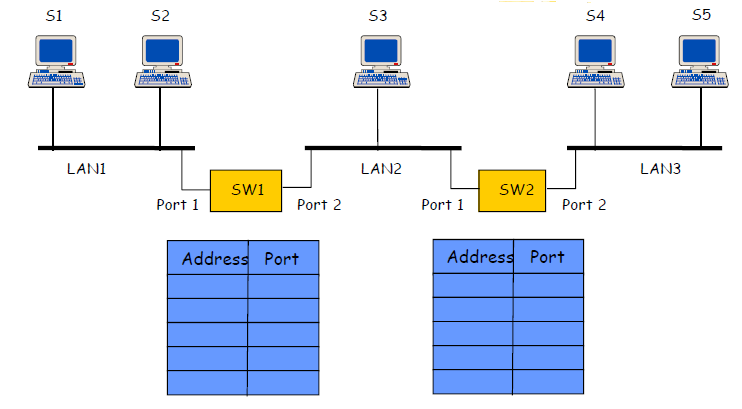 S1 S2 S3 S4 S5
LAN1 LAN2 LAN3
SW1 SW2
Port 1 Port 2 Port 1 Port 2
Address Port Address Port